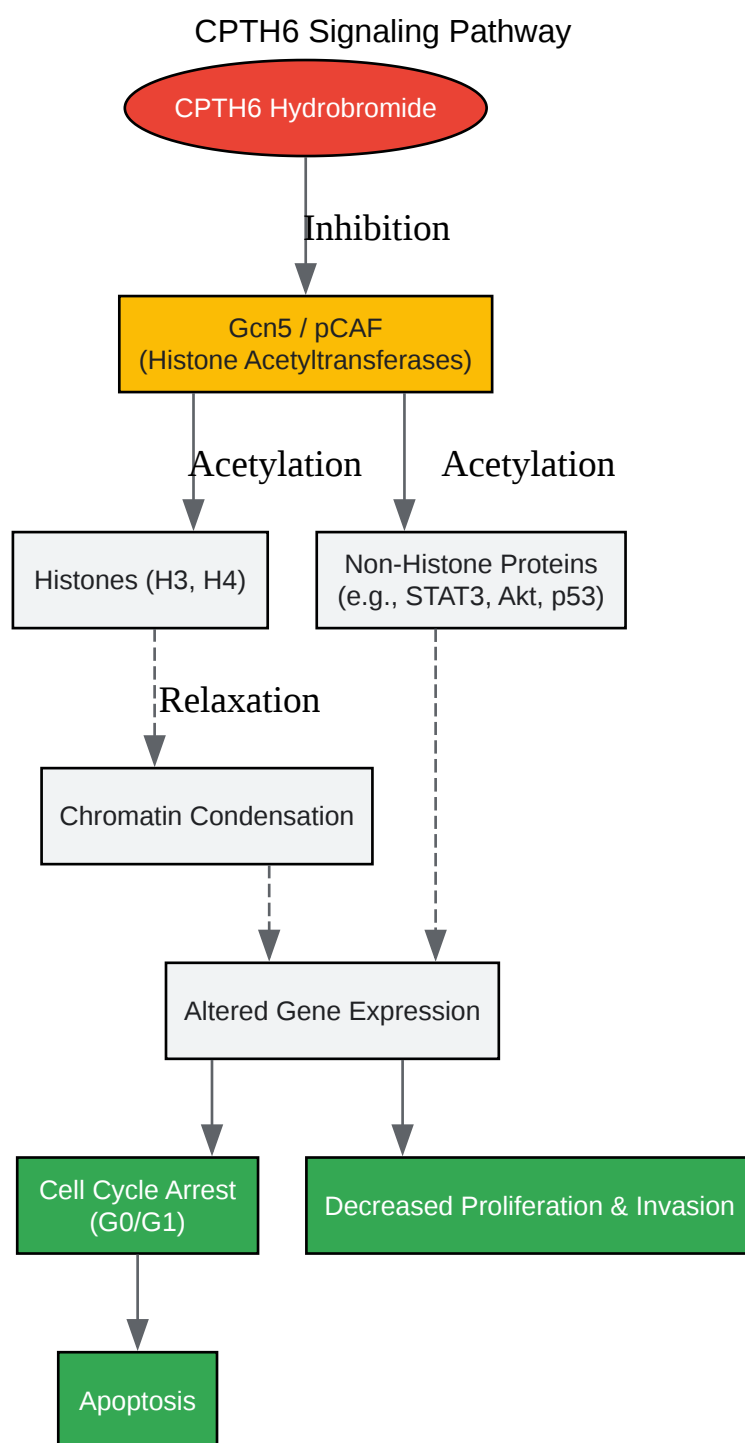 CPTH6 Signaling Pathway
CPTH6 Hydrobromide
Inhibition
Gcn5 / pCAF
(Histone Acetyltransferases)
Acetylation
Acetylation
Histones (H3, H4)
Non-Histone Proteins
(e.g., STAT3, Akt, p53)
Relaxation
Chromatin Condensation
Altered Gene Expression
Cell Cycle Arrest
(G0/G1)
Decreased Proliferation & Invasion
Apoptosis